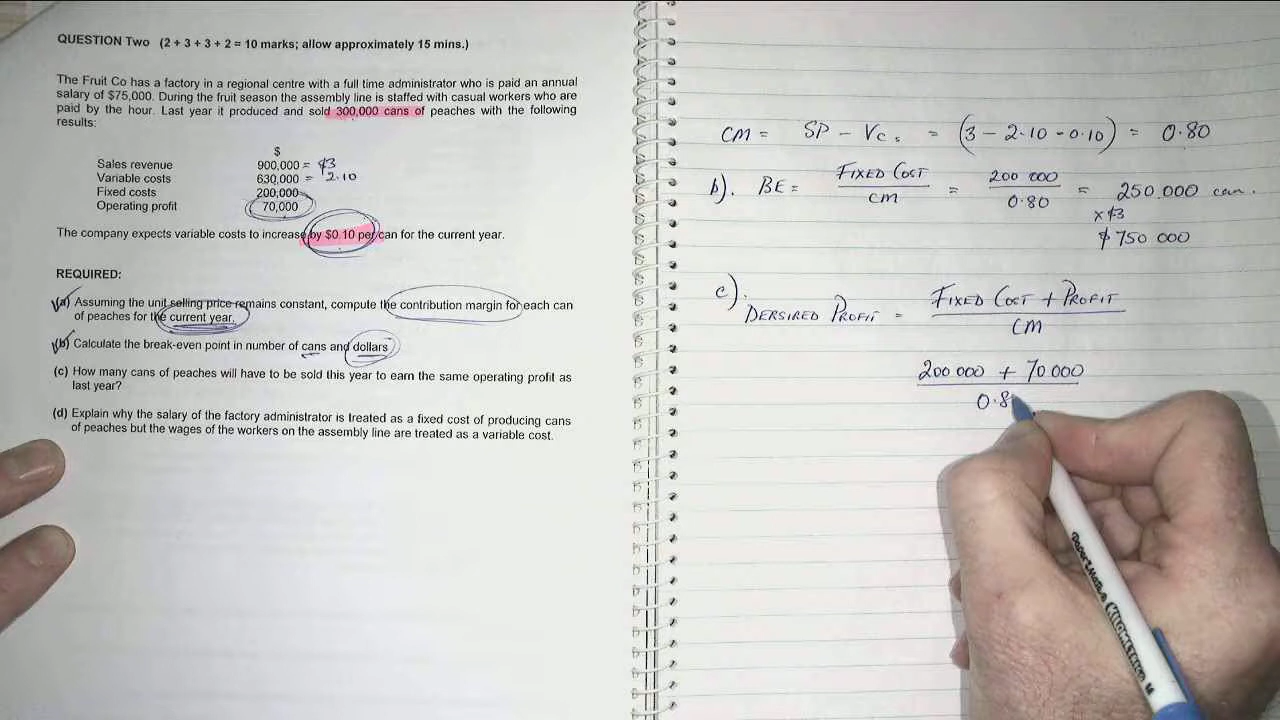 QUESTION Two (2 + 3 + 3 + 2 = 10 marks; allow approximately 15 mins.)
The Fruit Co has a factory in a regional centre with a full time administrator who is paid an annual
salary of $75,000. During the fruit season the assembly line is staffed with casual workers who are
paid by the hour. Last year it produced and sold 300,000 cans of peaches with the following
results:
$
Sales revenue 900,000 = $3
Variable costs 630,000 = 2.10
Fixed costs 200,000
Operating profit 70,000
The company expects variable costs to increase by $0.10 per can for the current year.
REQUIRED:
(a) Assuming the unit selling price remains constant, compute the contribution margin for each can
of peaches for the current year.
(b) Calculate the break-even point in number of cans and dollars
(c) How many cans of peaches will have to be sold this year to earn the same operating profit as
last year?
(d) Explain why the salary of the factory administrator is treated as a fixed cost of producing cans
of peaches but the wages of the workers on the assembly line are treated as a variable cost.
CM = SP - Vcs = (3 - 2.10 - 0.10) = 0.80
b). BE = FIXED COST / CM = 200 000 / 0.80 = 250.000 can.
x $3
$750 000
c).
DERSIRED PROFIT = FIXED COST + PROFIT
CM
200 000 + 70 000
0.8
PaperMate Kilometrico M